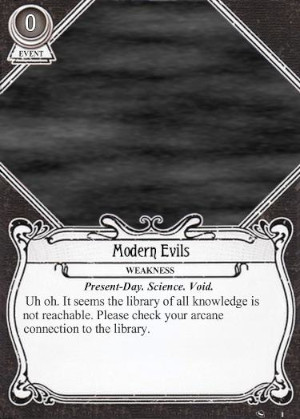 0
EVENT
Modern Evils
WEAKNESS
Present-Day. Science. Void.
Uh oh. It seems the library of all knowledge is
not reachable. Please check your arcane
connection to the library.
1